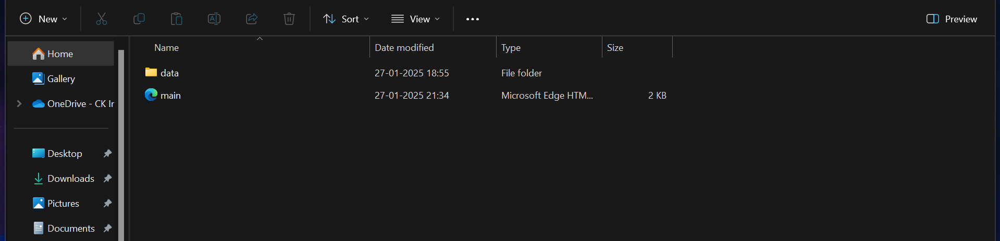 New Sort View Preview
Name Date modified Type Size
Home
Gallery
OneDrive - CK Ir
Desktop
Downloads
Pictures
Documents
data 27-01-2025 18:55 File folder
main 27-01-2025 21:34 Microsoft Edge HTM... 2 KB